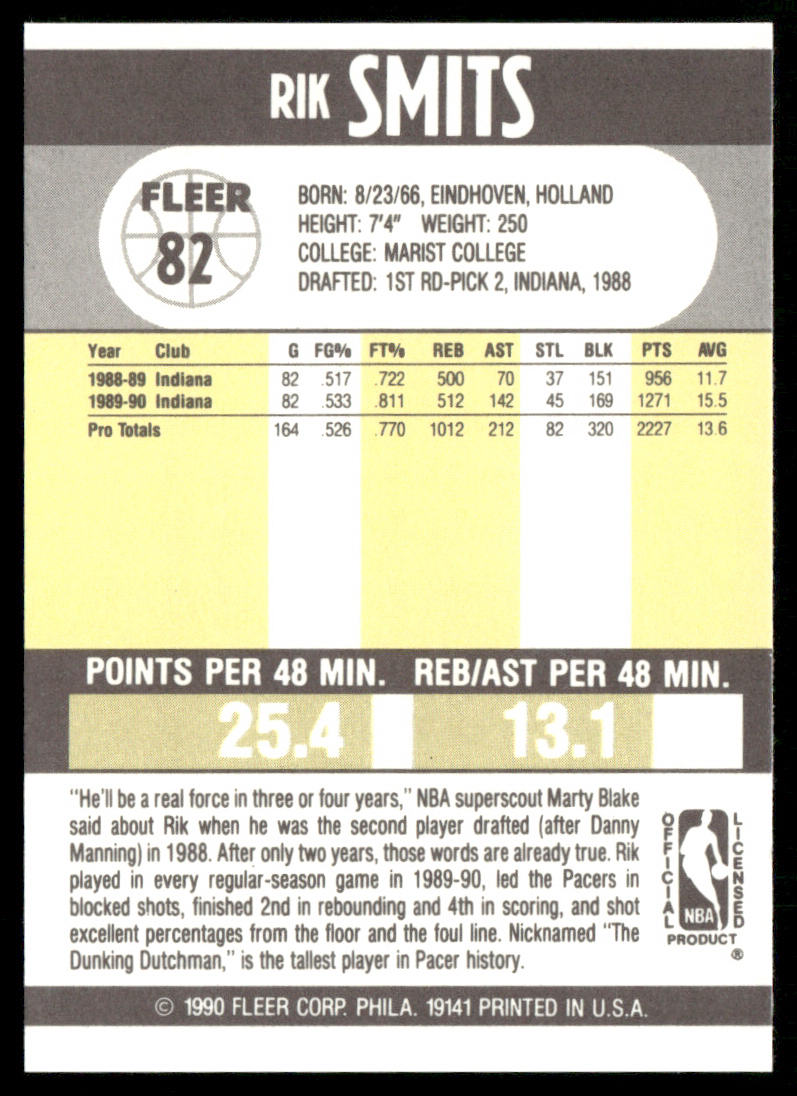 RIK SMITS
FLEER
82
BORN: 8/23/66, EINDHOVEN, HOLLAND
HEIGHT: 7'4" WEIGHT: 250
COLLEGE: MARIST COLLEGE
DRAFTED: 1ST RD-PICK 2, INDIANA, 1988
Year Club G FG% FT% REB AST STL BLK PTS AVG
1988-89 Indiana 82 .517 .722 500 70 37 151 956 11.7
1989-90 Indiana 82 .533 .811 512 142 45 169 1271 15.5
Pro Totals 164 .526 .770 1012 212 82 320 2227 13.6
POINTS PER 48 MIN. REB/AST PER 48 MIN.
25.4 13.1
"He'll be a real force in three or four years," NBA superscout Marty Blake
said about Rik when he was the second player drafted (after Danny
Manning) in 1988. After only two years, those words are already true. Rik
played in every regular-season game in 1989-90, led the Pacers in
blocked shots, finished 2nd in rebounding and 4th in scoring, and shot
excellent percentages from the floor and the foul line. Nicknamed "The
Dunking Dutchman," is the tallest player in Pacer history.
OFFICIAL
NBA
LICENSED
PRODUCT
®
© 1990 FLEER CORP. PHILA. 19141 PRINTED IN U.S.A.